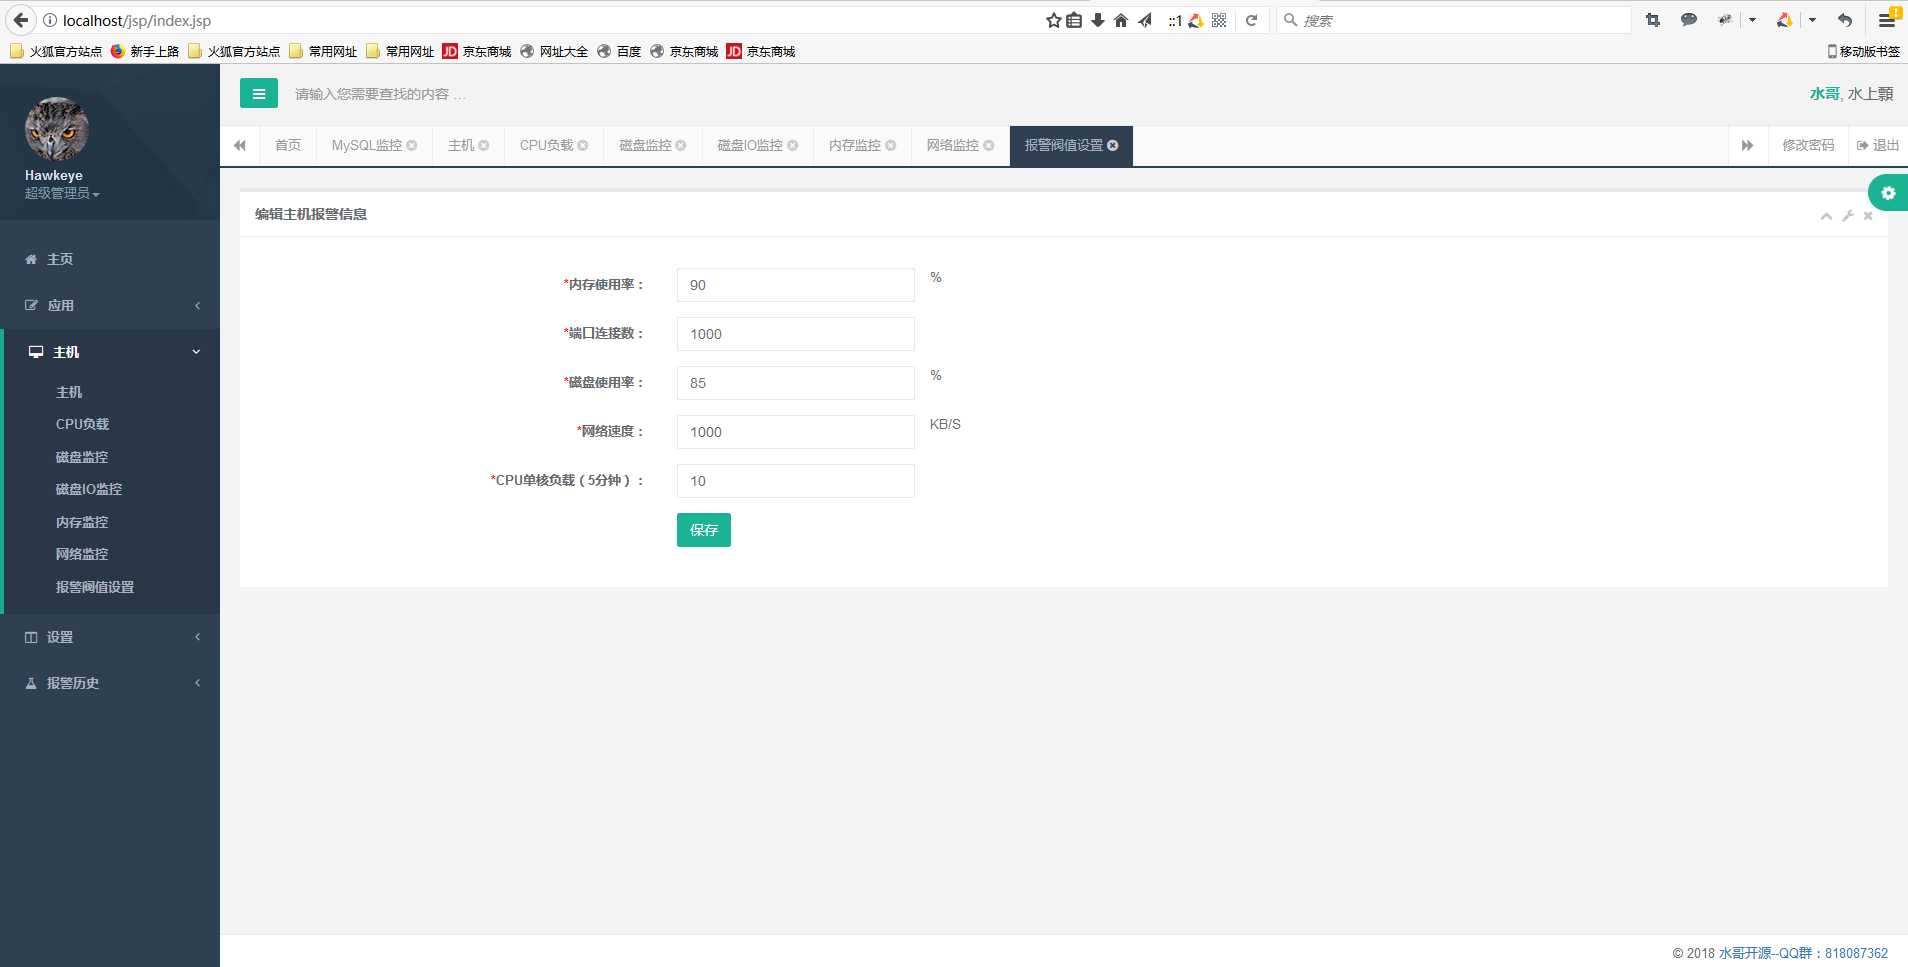 localhost/jsp/index.jsp
::1
搜索
火狐官方站点 新手上路 火狐官方站点 常用网址 常用网址 JD 京东商城 网址大全 百度 京东商城 JD 京东商城 移动版书签
Hawkeye
超级管理员
主页
应用
主机
主机
CPU负载
磁盘监控
磁盘IO监控
内存监控
网络监控
报警阀值设置
设置
报警历史
请输入您需要查找的内容 …
水哥, 水上顥
首页 MySQL监控 主机 CPU负载 磁盘监控 磁盘IO监控 内存监控 网络监控 报警阀值设置 修改密码 退出
编辑主机报警信息
*内存使用率： 90 %
*端口连接数： 1000
*磁盘使用率： 85 %
*网络速度： 1000 KB/S
*CPU单核负载（5分钟）： 10
保存
© 2018 水哥开源--QQ群：818087362